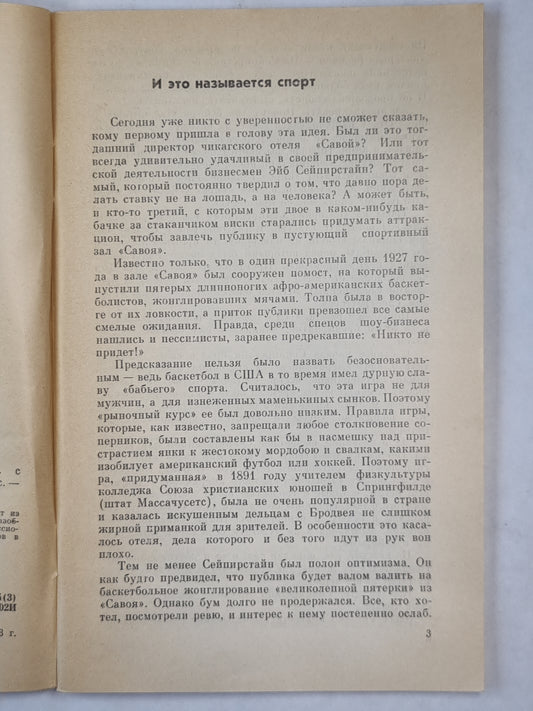 И это называется спорт
Сегодня уже никто с уверенностью не сможет сказать,
кому первому пришла в голову эта идея. Был ли это тог-
дашний директор чикагского отеля «Савой»? Или тот
всегда удивительно удачливый в своей предприниматель-
ской деятельности бизнесмен Эйб Сейпирстайн? Тот са-
мый, который постоянно твердил о том, что давно пора де-
лать ставку не на лошадь, а на человека? А может быть,
и кто-то третий, с которым эти двое в каком-нибудь ка-
бачке за стаканчиком виски старались придумать аттрак-
цион, чтобы завлечь публику в пустующий спортивный
зал «Савоя».
Известно только, что в один прекрасный день 1927 го-
да в зале «Савоя» был сооружен помост, на который вы-
пустили пятерых длинноногих афро-американских баскет-
болистов, жонглировавших мячами. Толпа была в востор-
ге от их ловкости, а приток публики превзошел все самые
смелые ожидания. Правда, среди спецов шоу-бизнеса
нашлись и пессимисты, заранее предрекавшие: «Никто не
придет!»
Предсказание нельзя было назвать безосновател-
ьным — ведь баскетбол в США в то время имел дурную сла-
ву «бабьего» спорта. Считалось, что эта игра не для
мужчин, а для изнеженных маменькиных сынков. Поэтому
«рыночный курс» ее был довольно низким. Правила игры,
которые, как известно, запрещали любое столкновение со-
перников, были составлены как бы в насмешку над при-
страстием янки к жестокому мордобою и свалкам, какими
изобилует американский футбол или хоккей. Поэтому иг-
ра, «придуманная» в 1891 году учителем физкультуры
колледжа Союза христианских юношей в Спрингфилде
(штат Массачусетс), была не очень популярной в стране
и казалась искушенным дельцам с Бродвея не слишком
жирной приманкой для зрителей. В особенности это каса-
лось отеля, дела которого и без того идут из рук вон
плохо.
Тем не менее Сейпирстайн был полон оптимизма. Он
как будто предвидел, что публика будет валом валить на
баскетбольное жонглирование «великолепной пятерки» из
«Савоя». Однако бум долго не продержался. Все, кто хо-
тел, посмотрели ревю, и интерес к нему постепенно ослаб.
3